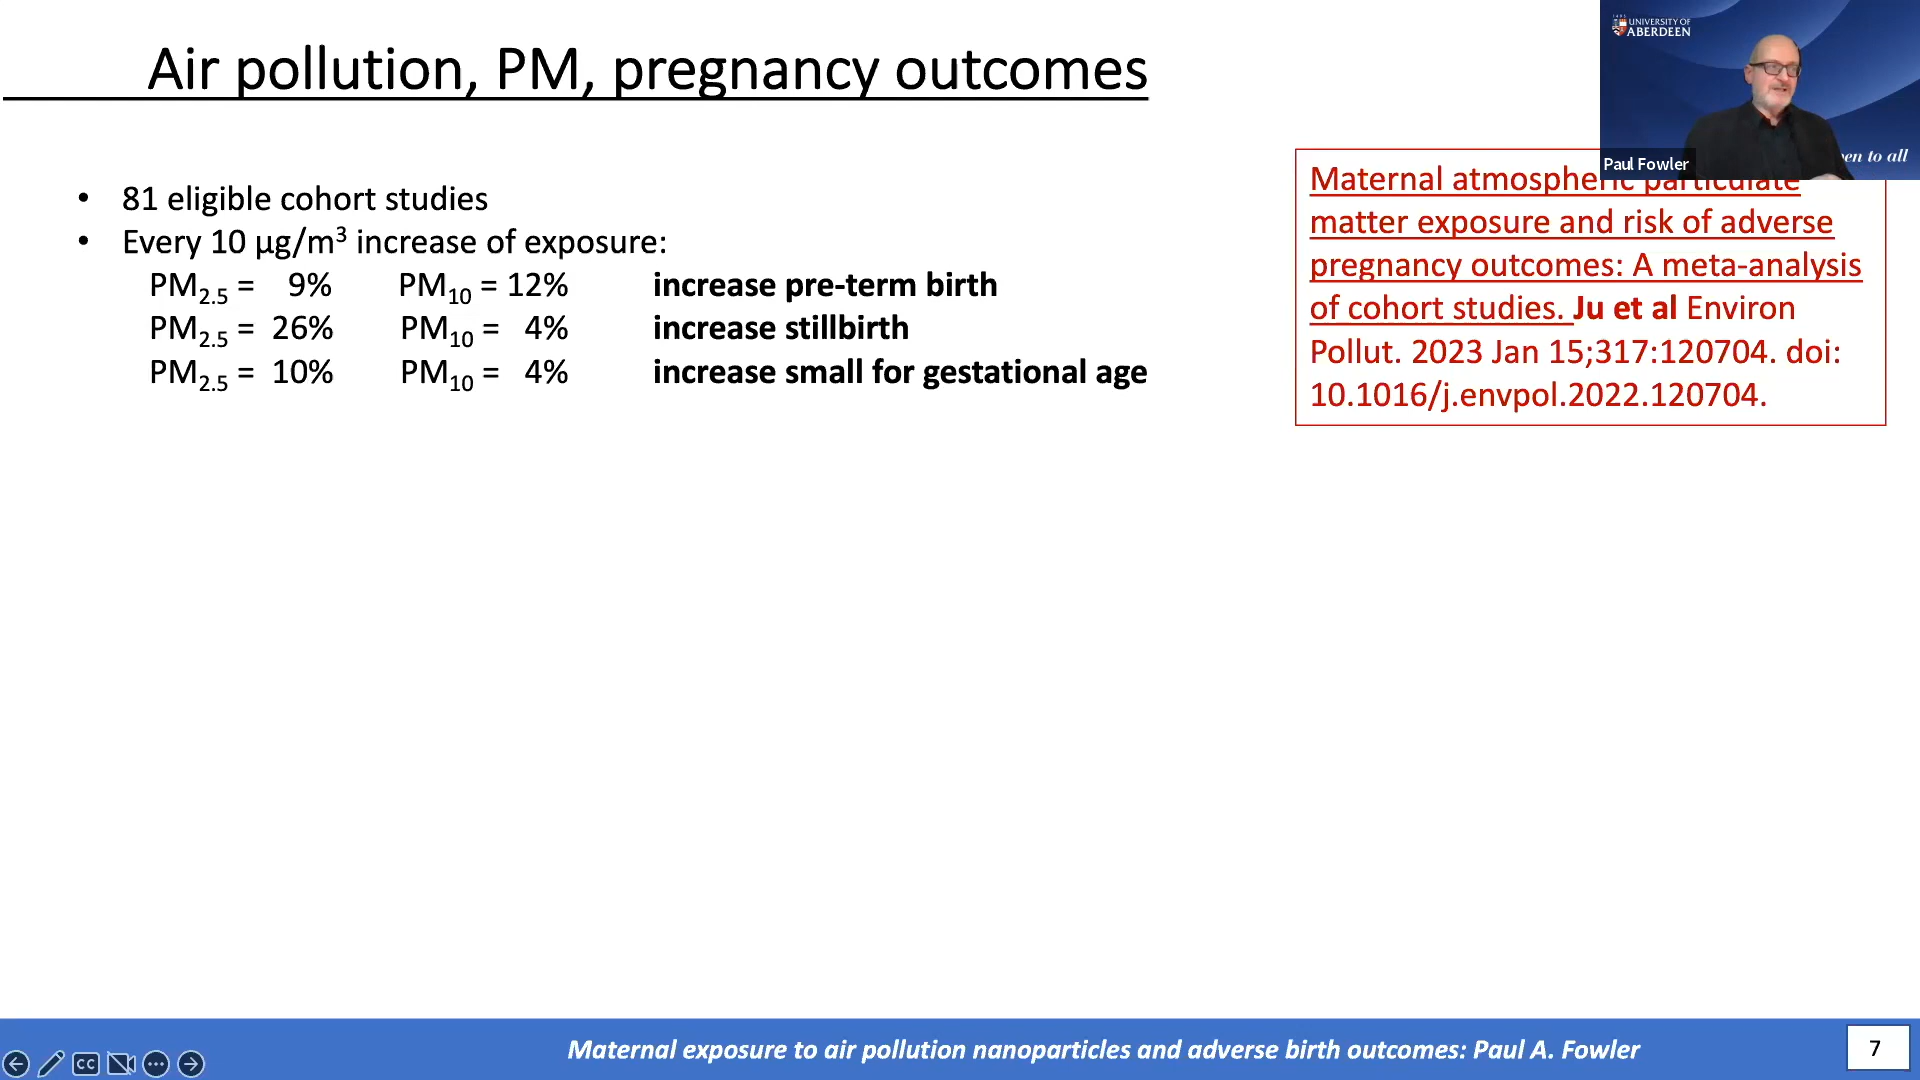 Air pollution, PM, pregnancy outcomes
UNIVERSITY OF
ABERDEEN
1495
Paul Fowler
en to all
• 81 eligible cohort studies
• Every 10 µg/m³ increase of exposure:
PM2.5 = 9% PM10 = 12% increase pre-term birth
PM2.5 = 26% PM10 = 4% increase stillbirth
PM2.5 = 10% PM10 = 4% increase small for gestational age
Maternal atmospheric particulate
matter exposure and risk of adverse
pregnancy outcomes: A meta-analysis
of cohort studies. Ju et al Environ
Pollut. 2023 Jan 15;317:120704. doi:
10.1016/j.envpol.2022.120704.
CC
Maternal exposure to air pollution nanoparticles and adverse birth outcomes: Paul A. Fowler
7